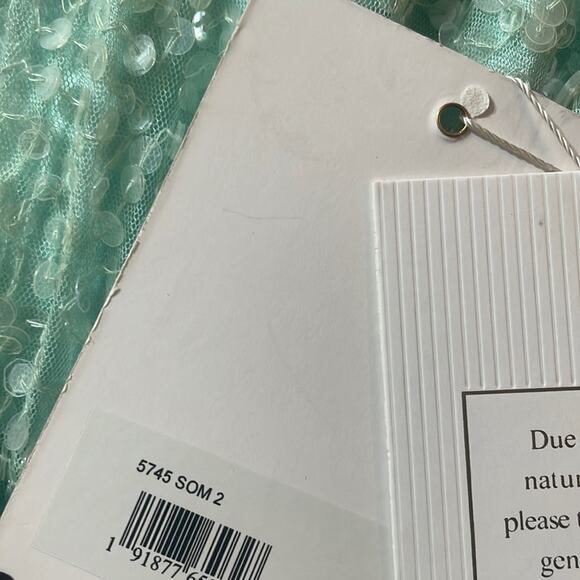 5745 SOM 2
1 91877
Due
natur
please
gen